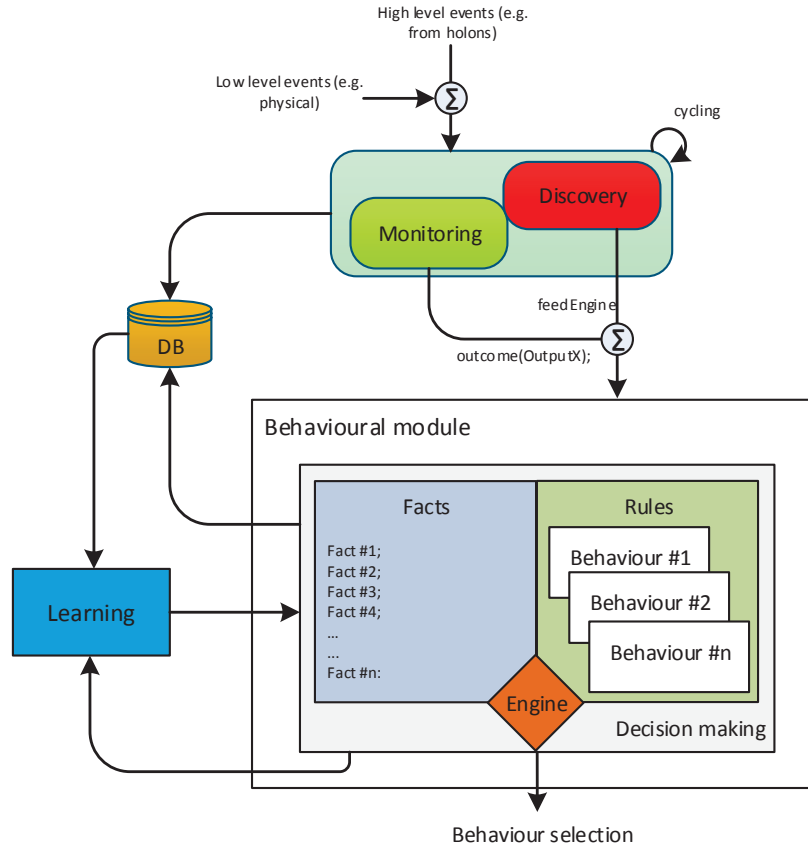 High level events (e.g.
from holons)
Low level events (e.g.
physical)
Σ
cycling
Discovery
Monitoring
feedEngine
Σ
outcome(OutputX);
DB
Behavioural module
Facts
Rules
Fact #1;
Fact #2;
Fact #3;
Fact #4;
...
...
Fact #n:
Behaviour #1
Behaviour #2
Behaviour #n
Learning
Engine
Decision making
Behaviour selection